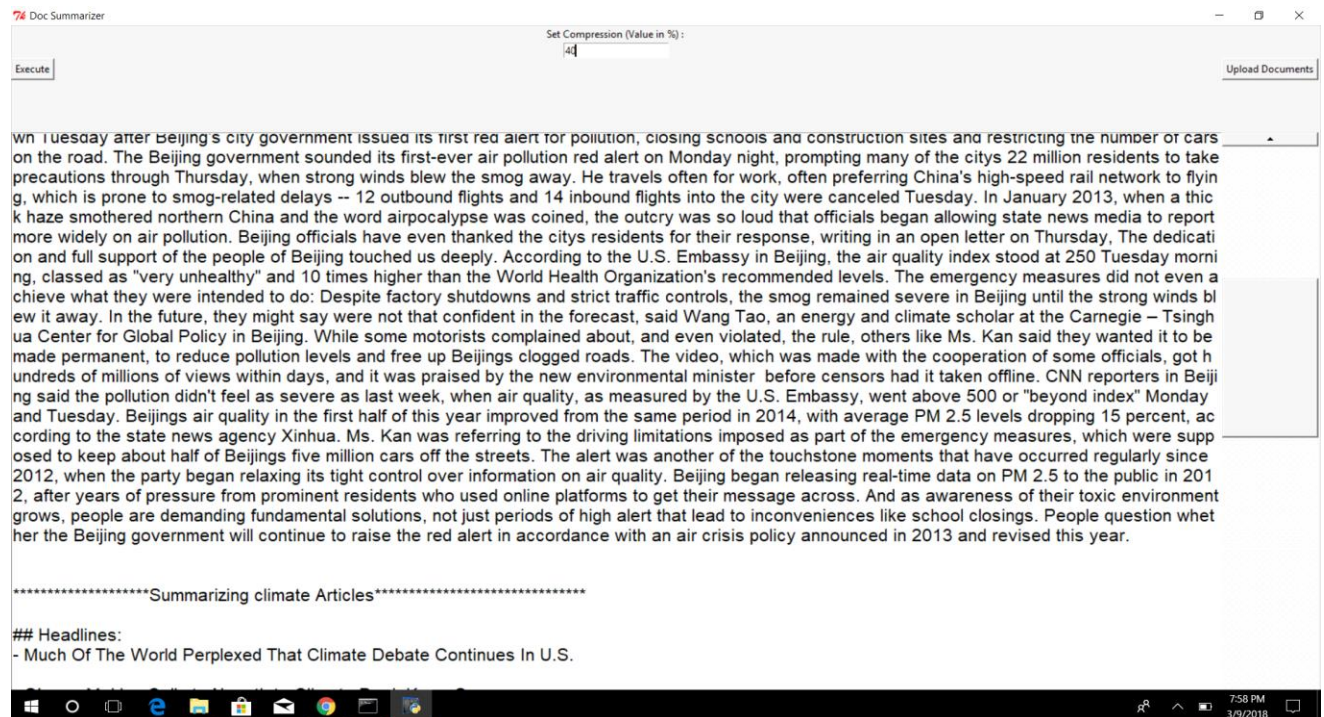 Doc Summarizer
Set Compression (Value in %) :
40
Execute
Upload Documents
wn Tuesday after Beijing's city government issued its first red alert for pollution, closing schools and construction sites and restricting the number of cars
on the road. The Beijing government sounded its first-ever air pollution red alert on Monday night, prompting many of the citys 22 million residents to take
precautions through Thursday, when strong winds blew the smog away. He travels often for work, often preferring China's high-speed rail network to flyin
g, which is prone to smog-related delays -- 12 outbound flights and 14 inbound flights into the city were canceled Tuesday. In January 2013, when a thic
k haze smothered northern China and the word airpocalypse was coined, the outcry was so loud that officials began allowing state news media to report
more widely on air pollution. Beijing officials have even thanked the citys residents for their response, writing in an open letter on Thursday, The dedicati
on and full support of the people of Beijing touched us deeply. According to the U.S. Embassy in Beijing, the air quality index stood at 250 Tuesday morni
ng, classed as "very unhealthy" and 10 times higher than the World Health Organization's recommended levels. The emergency measures did not even a
chieve what they were intended to do: Despite factory shutdowns and strict traffic controls, the smog remained severe in Beijing until the strong winds bl
ew it away. In the future, they might say were not that confident in the forecast, said Wang Tao, an energy and climate scholar at the Carnegie – Tsingh
ua Center for Global Policy in Beijing. While some motorists complained about, and even violated, the rule, others like Ms. Kan said they wanted it to be
made permanent, to reduce pollution levels and free up Beijings clogged roads. The video, which was made with the cooperation of some officials, got h
undreds of millions of views within days, and it was praised by the new environmental minister  before censors had it taken offline. CNN reporters in Beiji
ng said the pollution didn't feel as severe as last week, when air quality, as measured by the U.S. Embassy, went above 500 or "beyond index" Monday
and Tuesday. Beijings air quality in the first half of this year improved from the same period in 2014, with average PM 2.5 levels dropping 15 percent, ac
cording to the state news agency Xinhua. Ms. Kan was referring to the driving limitations imposed as part of the emergency measures, which were supp
osed to keep about half of Beijings five million cars off the streets. The alert was another of the touchstone moments that have occurred regularly since
2012, when the party began relaxing its tight control over information on air quality. Beijing began releasing real-time data on PM 2.5 to the public in 201
2, after years of pressure from prominent residents who used online platforms to get their message across. And as awareness of their toxic environment
grows, people are demanding fundamental solutions, not just periods of high alert that lead to inconveniences like school closings. People question whet
her the Beijing government will continue to raise the red alert in accordance with an air crisis policy announced in 2013 and revised this year.
********************Summarizing climate Articles*******************************
## Headlines:
- Much Of The World Perplexed That Climate Debate Continues In U.S.
7:58 PM
3/9/2018